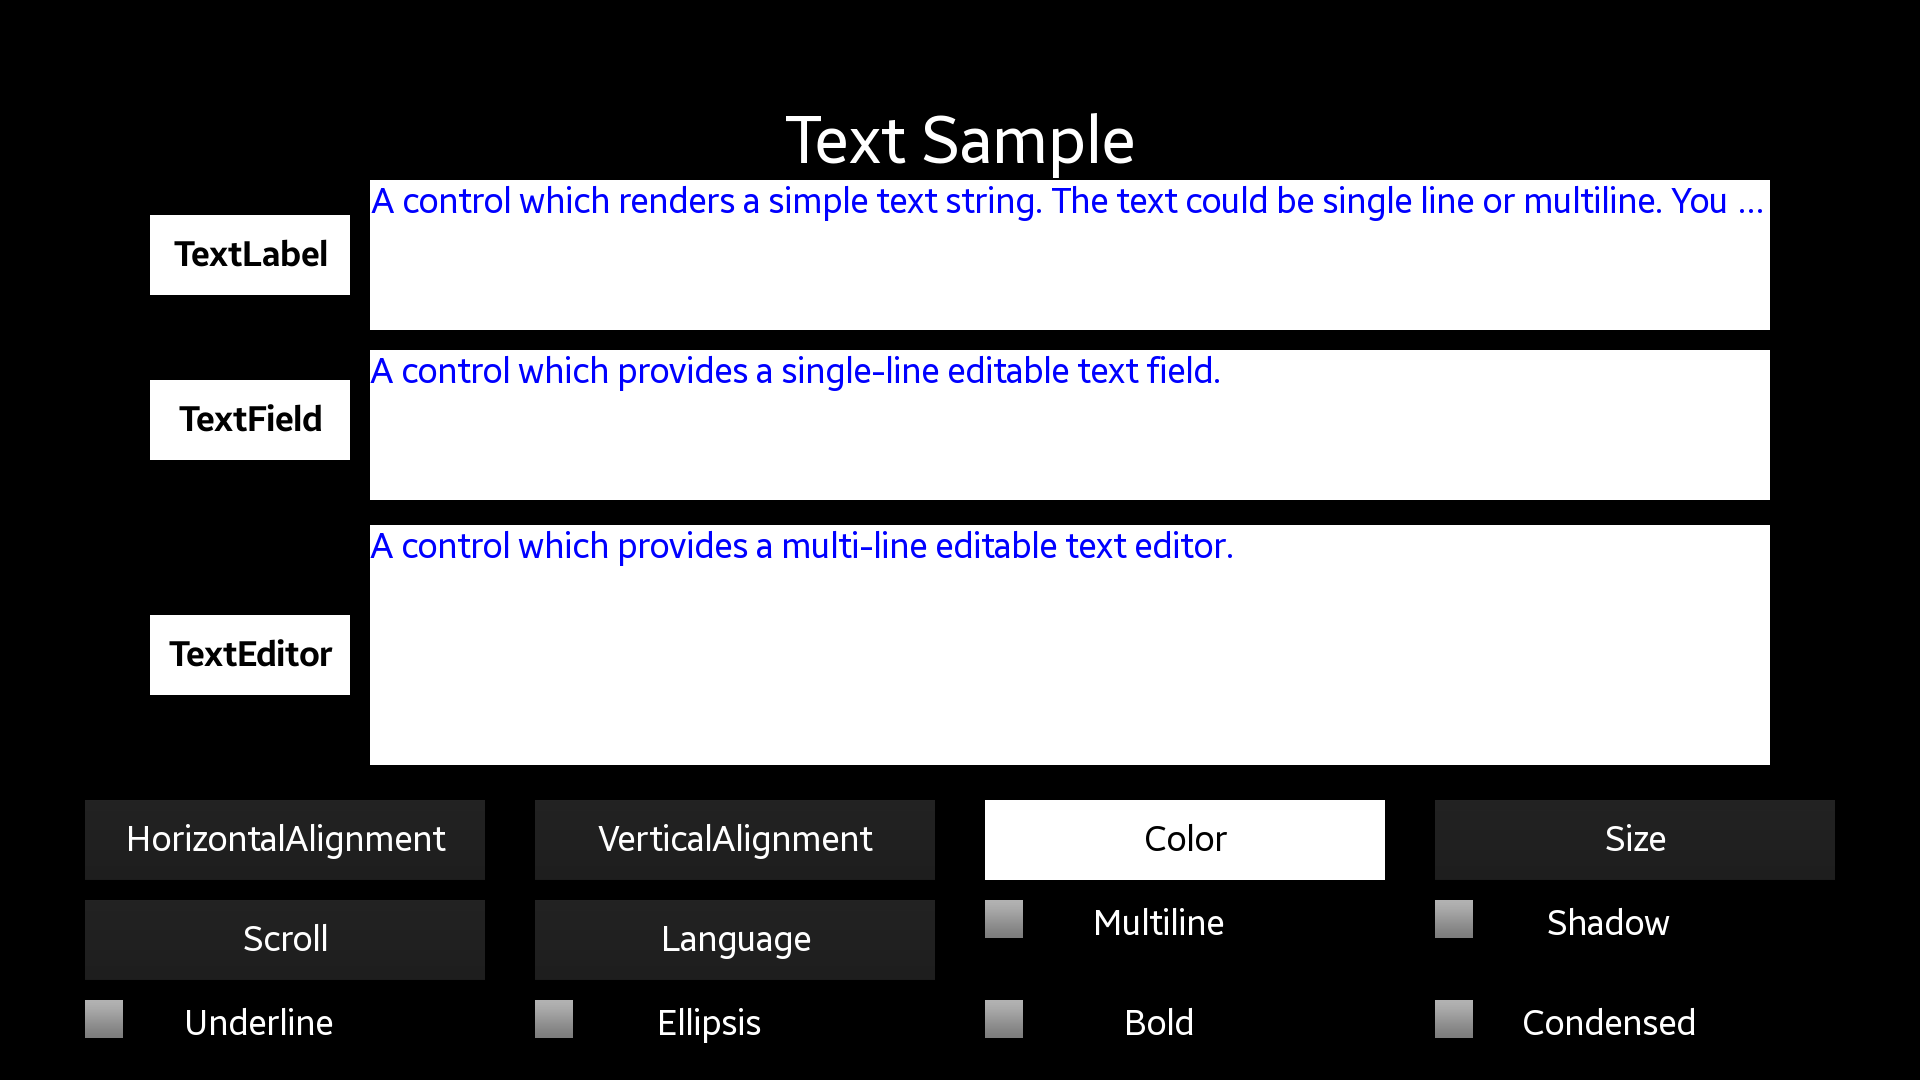 Text Sample
TextLabel
A control which renders a simple text string. The text could be single line or multiline. You ...
TextField
A control which provides a single-line editable text field.
TextEditor
A control which provides a multi-line editable text editor.
HorizontalAlignment
VerticalAlignment
Color
Size
Scroll
Language
Multiline
Shadow
Underline
Ellipsis
Bold
Condensed